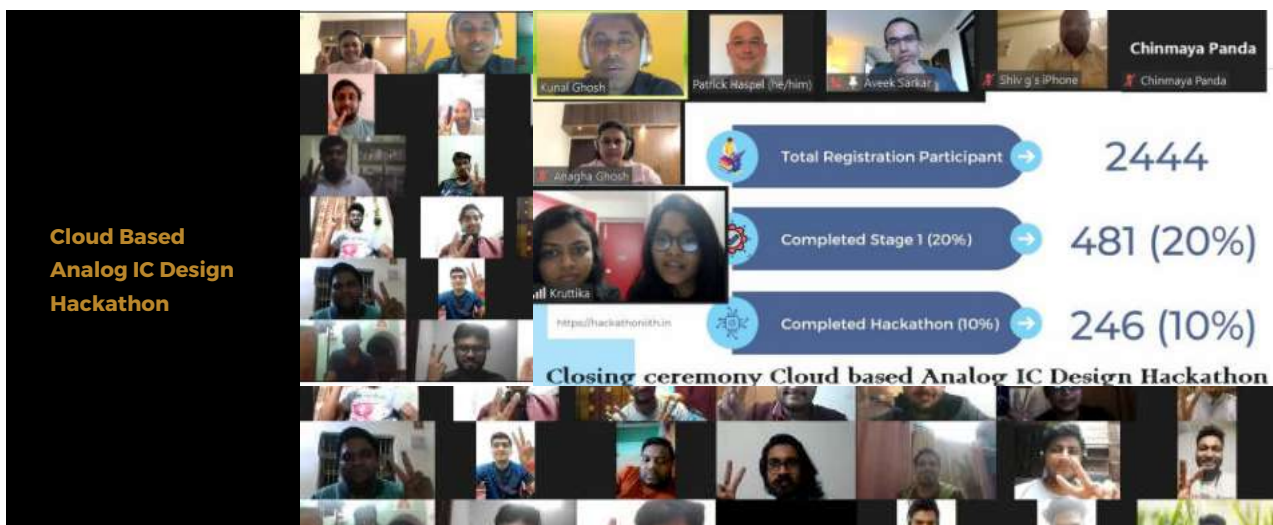 Cloud Based
Analog IC Design
Hackathon
Kunal Ghosh
Patrick Haspel (he/him)
Aveek Sarkar
Shiv g's iPhone
Chinmaya Panda
Chinmaya Panda
Anagha Ghosh
Kruttika
Total Registration Participant
2444
Completed Stage 1 (20%)
481 (20%)
https://hackathoniith.in
Completed Hackathon (10%)
246 (10%)
Closing ceremony Cloud based Analog IC Design Hackathon